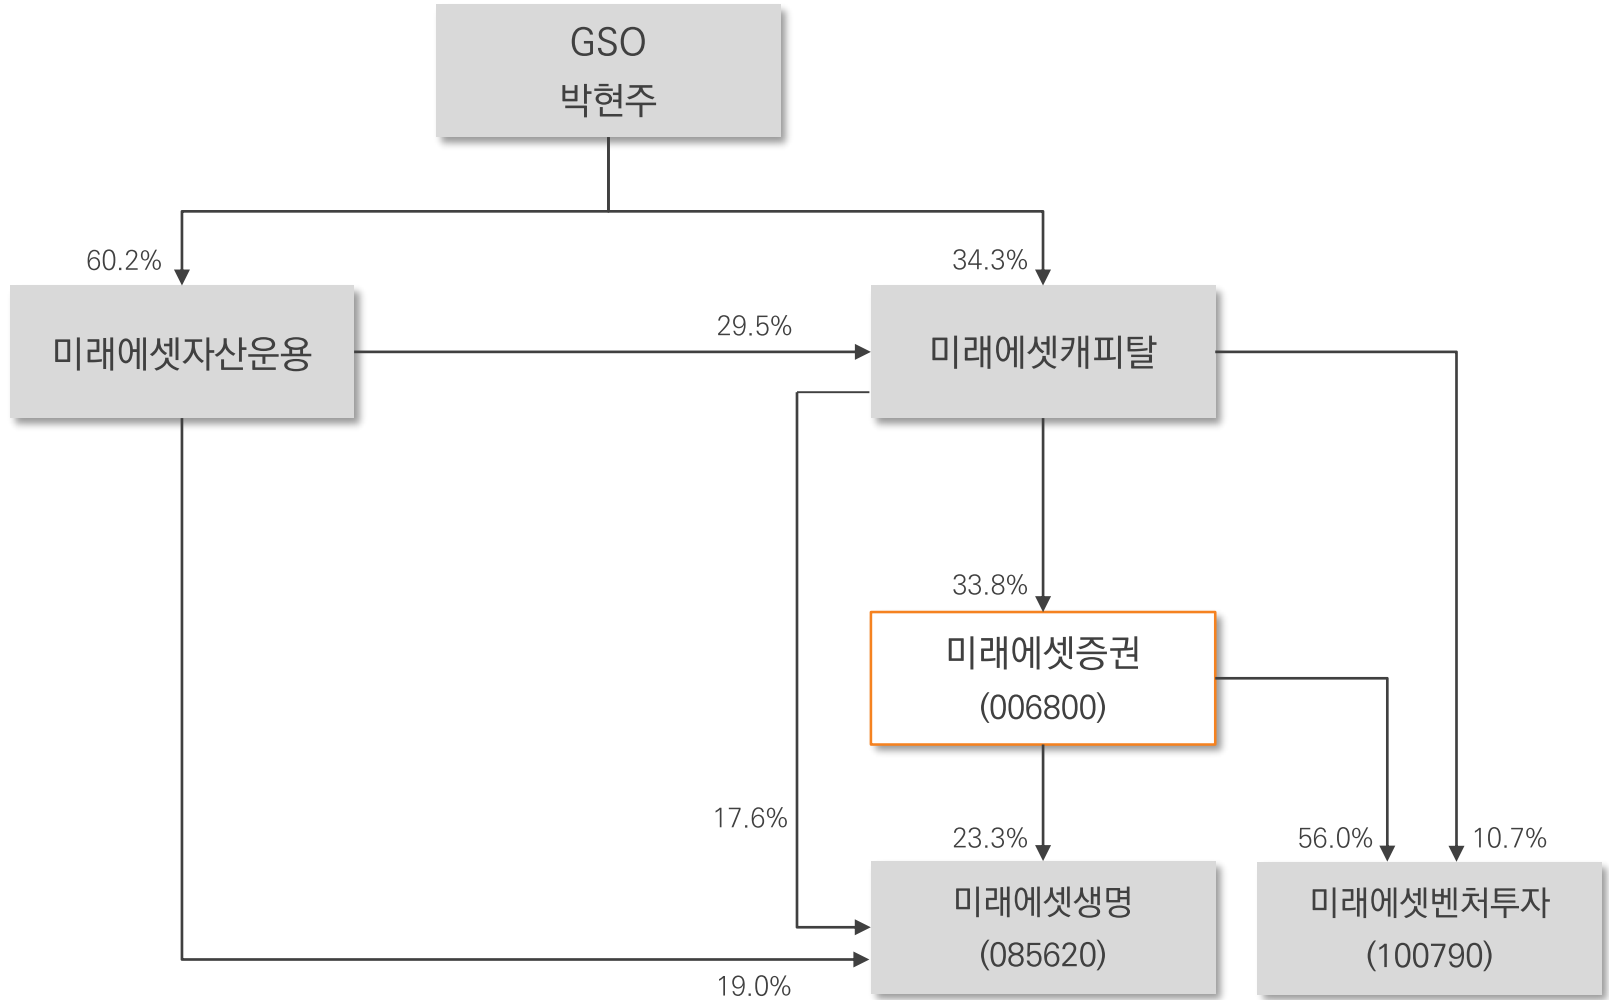 GSO
박현주
60.2%
34.3%
미래에셋자산운용
29.5%
미래에셋캐피탈
33.8%
미래에셋증권
(006800)
17.6%
23.3%
56.0%
10.7%
미래에셋생명
(085620)
미래에셋벤처투자
(100790)
19.0%